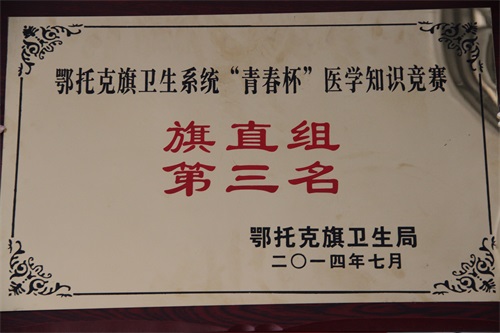 鄂托克旗卫生系统“青春杯”医学知识竞赛
旗直组
第三名
鄂托克旗卫生局
二〇一四年七月